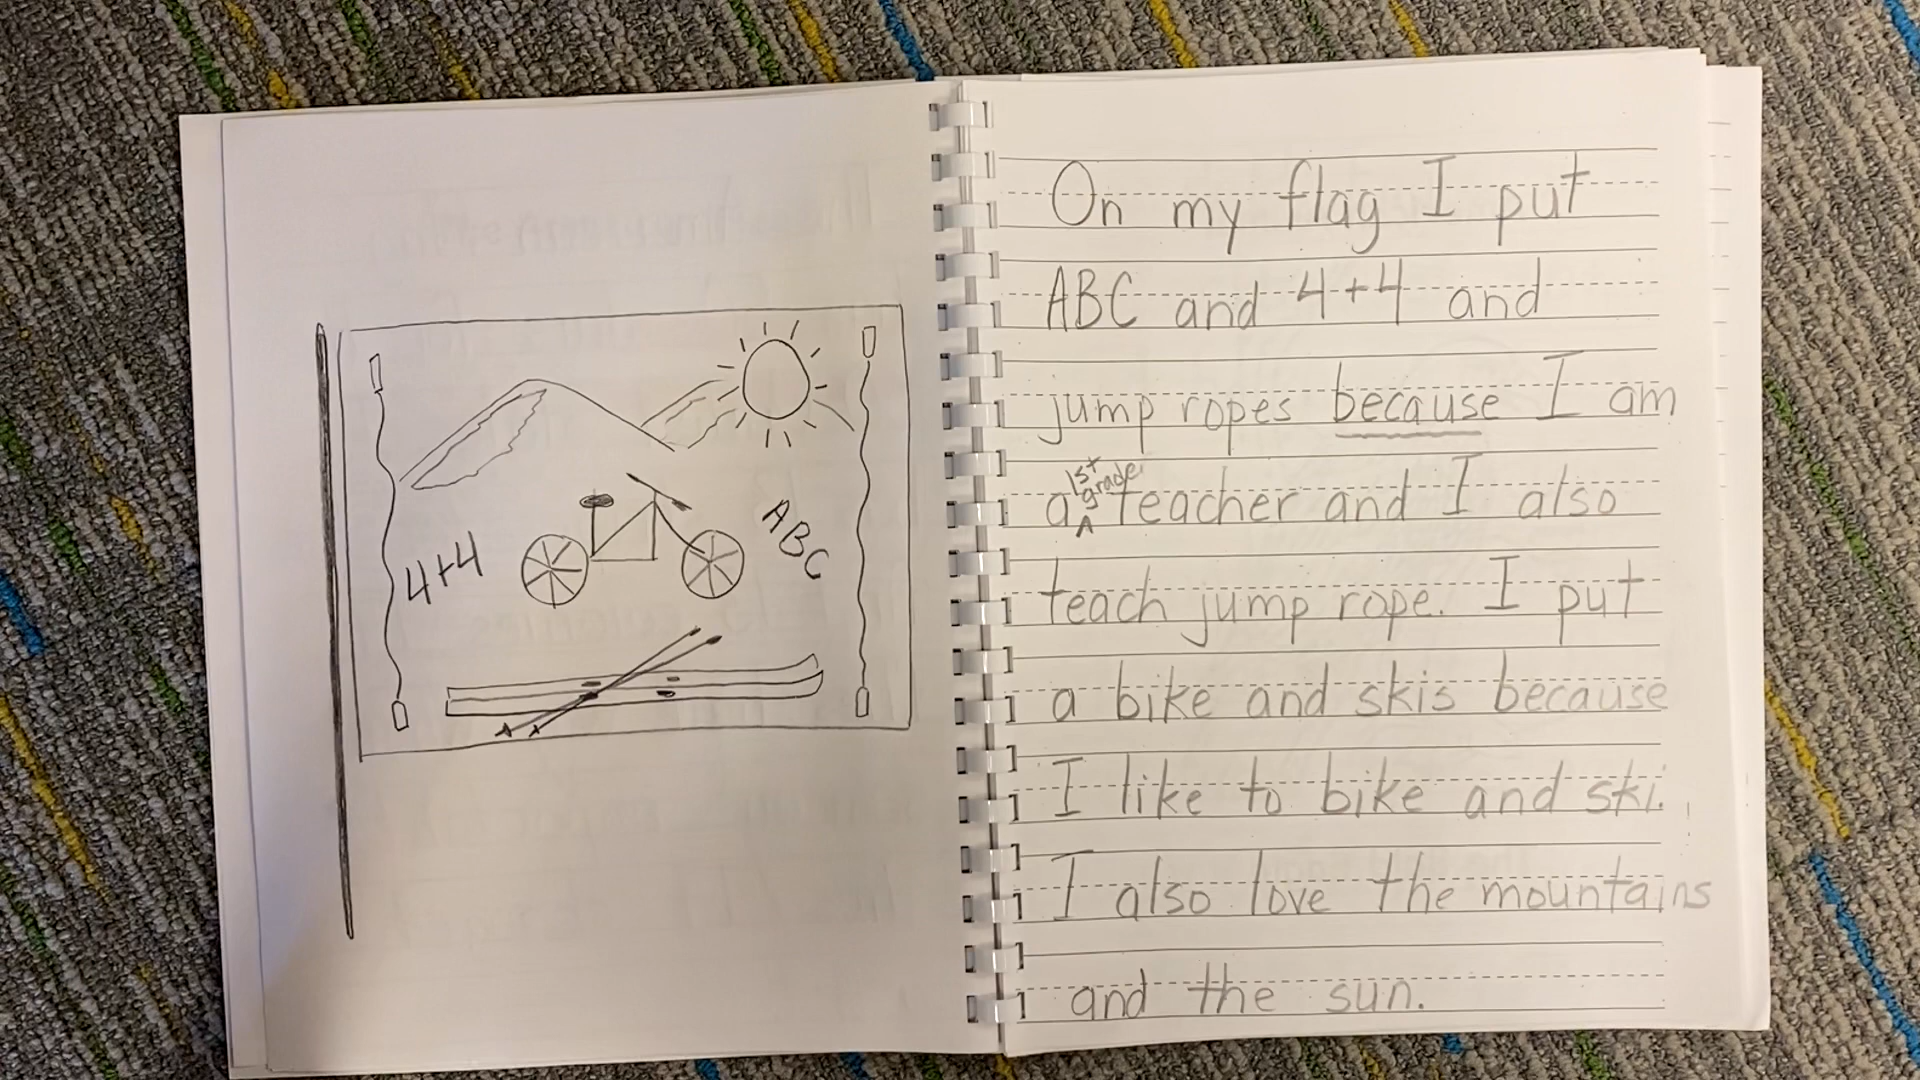 4+4
ABC
On my flag I put
ABC and 4+4 and
jump ropes because I am
a 1st grade teacher and I also
teach jump rope. I put
a bike and skis because
I like to bike and ski.
I also love the mountains
and the sun.